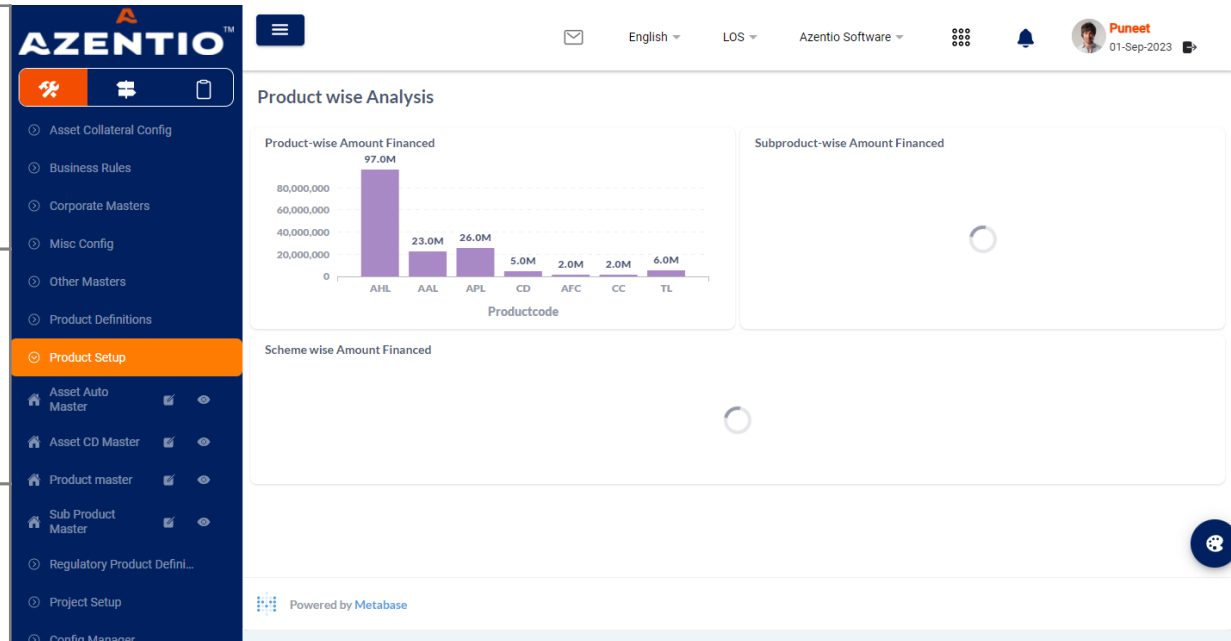 AZENTIO™
English
LOS
Azentio Software
Puneet
01-Sep-2023
Asset Collateral Config
Business Rules
Corporate Masters
Misc Config
Other Masters
Product Definitions
Product Setup
Asset Auto
Master
Asset CD Master
Product master
Sub Product
Master
Regulatory Product Defini...
Project Setup
Config Manager
Product wise Analysis
Product-wise Amount Financed
97.0M
80,000,000
60,000,000
40,000,000
20,000,000
0
23.0M
26.0M
5.0M
2.0M
2.0M
6.0M
AHL AAL APL CD AFC CC TL
Productcode
Subproduct-wise Amount Financed
Scheme wise Amount Financed
Powered by Metabase